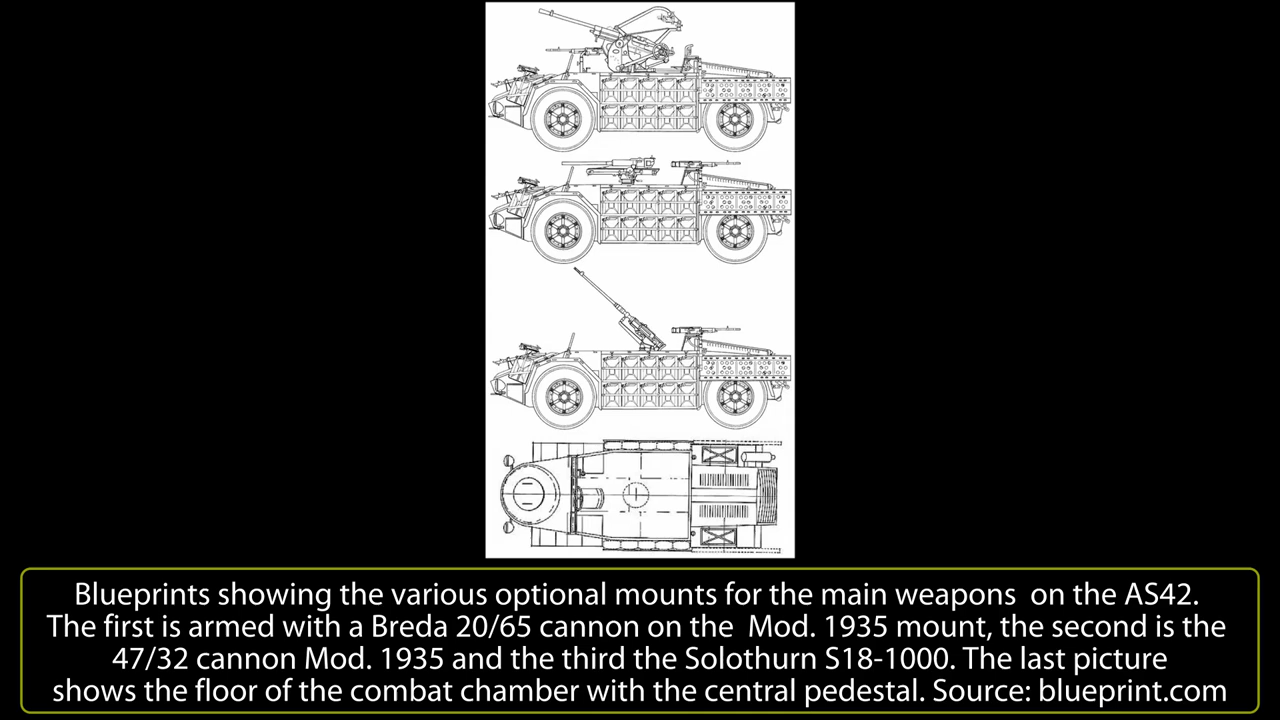 Blueprints showing the various optional mounts for the main weapons  on the AS42.
The first is armed with a Breda 20/65 cannon on the  Mod. 1935 mount, the second is the
47/32 cannon Mod. 1935 and the third the Solothurn S18-1000. The last picture
shows the floor of the combat chamber with the central pedestal. Source: blueprint.com